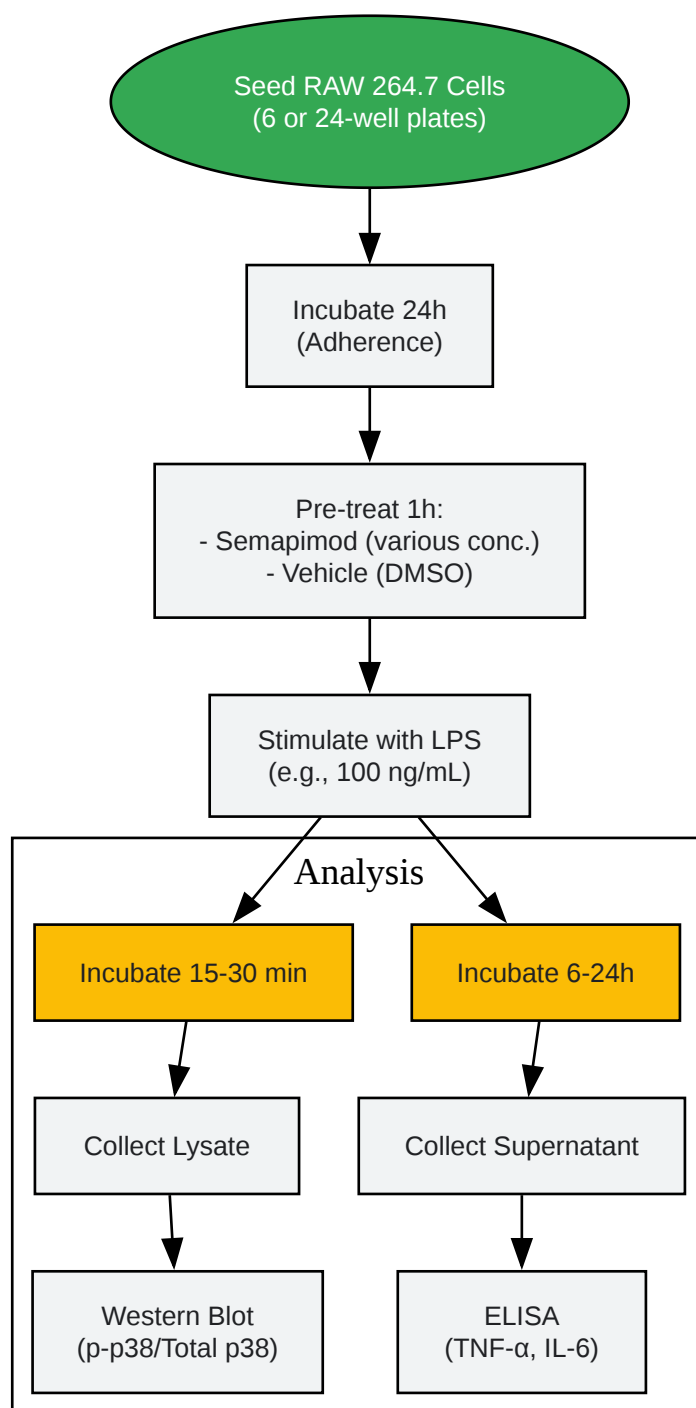 Seed RAW 264.7 Cells
(6 or 24-well plates)
Incubate 24h
(Adherence)
Pre-treat 1h:
- Semapimod (various conc.)
- Vehicle (DMSO)
Stimulate with LPS
(e.g., 100 ng/mL)
Analysis
Incubate 15-30 min
Incubate 6-24h
Collect Lysate
Collect Supernatant
Western Blot
(p-p38/Total p38)
ELISA
(TNF-α, IL-6)